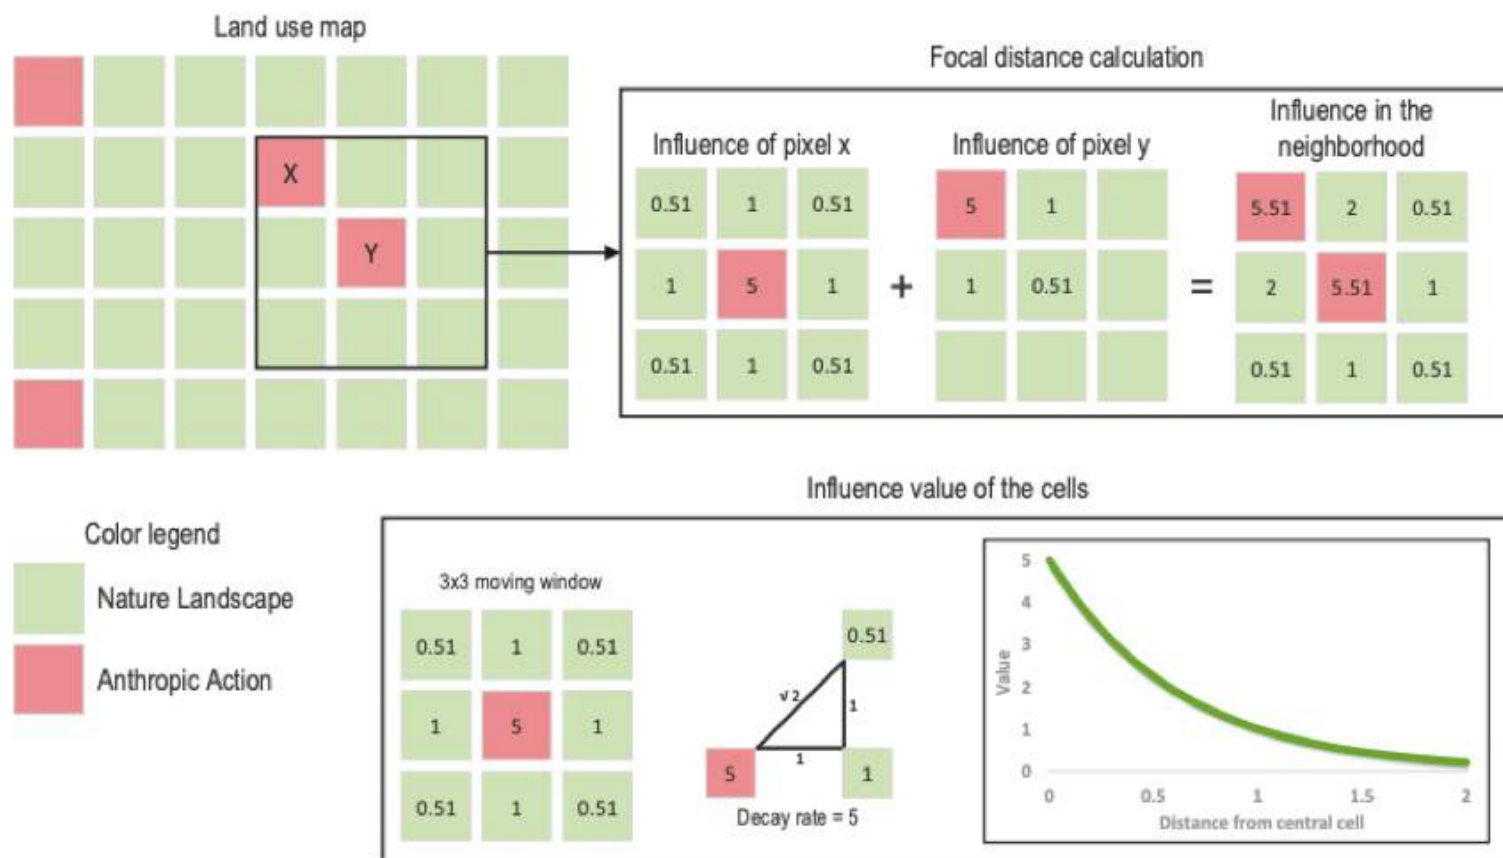 Land use map
X
Y
Focal distance calculation
Influence of pixel x
0.51 1 0.51
1 5 1
0.51 1 0.51
+
Influence of pixel y
5 1
1 0.51
=
Influence in the
neighborhood
5.51 2 0.51
2 5.51 1
0.51 1 0.51
Color legend
Nature Landscape
Anthropic Action
Influence value of the cells
3x3 moving window
0.51 1 0.51
1 5 1
0.51 1 0.51
0.51
√2
1
1
5
1
Decay rate = 5
Value
5
4
3
2
1
0
0 0.5 1 1.5 2
Distance from central cell